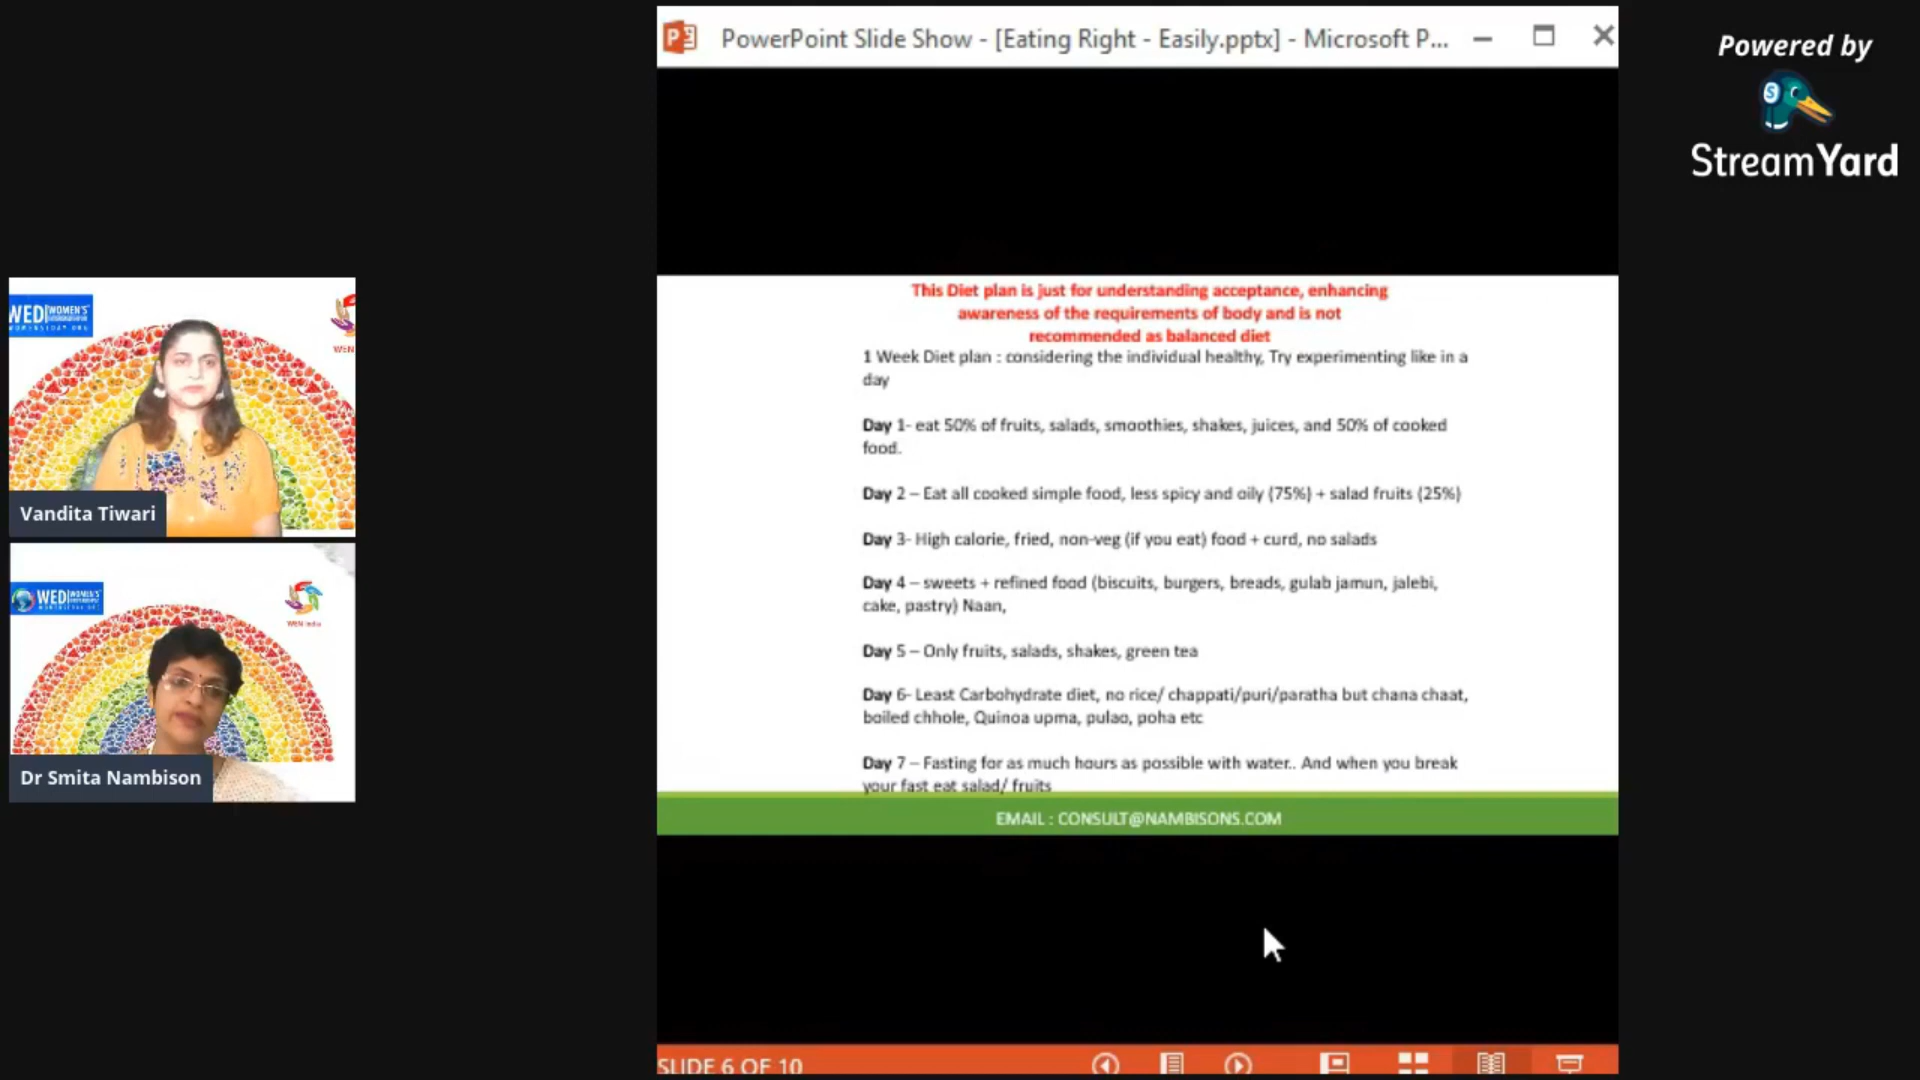 PowerPoint Slide Show - [Eating Right - Easily.pptx] - Microsoft P...
Powered by
StreamYard
This Diet plan is just for understanding acceptance, enhancing
awareness of the requirements of body and is not
recommended as balanced diet
1 Week Diet plan : considering the individual healthy, Try experimenting like in a
day
Day 1- eat 50% of fruits, salads, smoothies, shakes, juices, and 50% of cooked
food.
Day 2 – Eat all cooked simple food, less spicy and oily (75%) + salad fruits (25%)
Day 3- High calorie, fried, non-veg (if you eat) food + curd, no salads
Day 4 – sweets + refined food (biscuits, burgers, breads, gulab jamun, jalebi,
cake, pastry) Naan,
Day 5 – Only fruits, salads, shakes, green tea
Day 6- Least Carbohydrate diet, no rice/ chappati/puri/paratha but chana chaat,
boiled chhole, Quinoa upma, pulao, poha etc
Day 7 – Fasting for as much hours as possible with water.. And when you break
your fast eat salad/ fruits
EMAIL : CONSULT@NAMBISONS.COM
SLIDE 6 OF 10
WED WOMEN'S
WEN
Vandita Tiwari
WED WOMEN'S
WEN India
Dr Smita Nambison